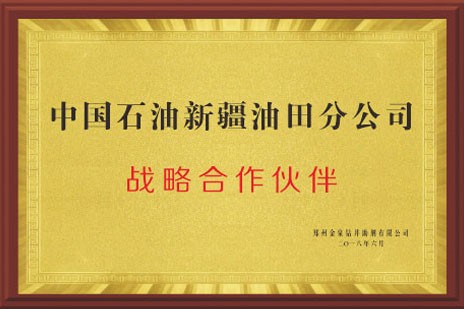 中国石油新疆油田分公司
战略合作伙伴
郑州金泉钻井助剂有限公司
二〇一八年六月